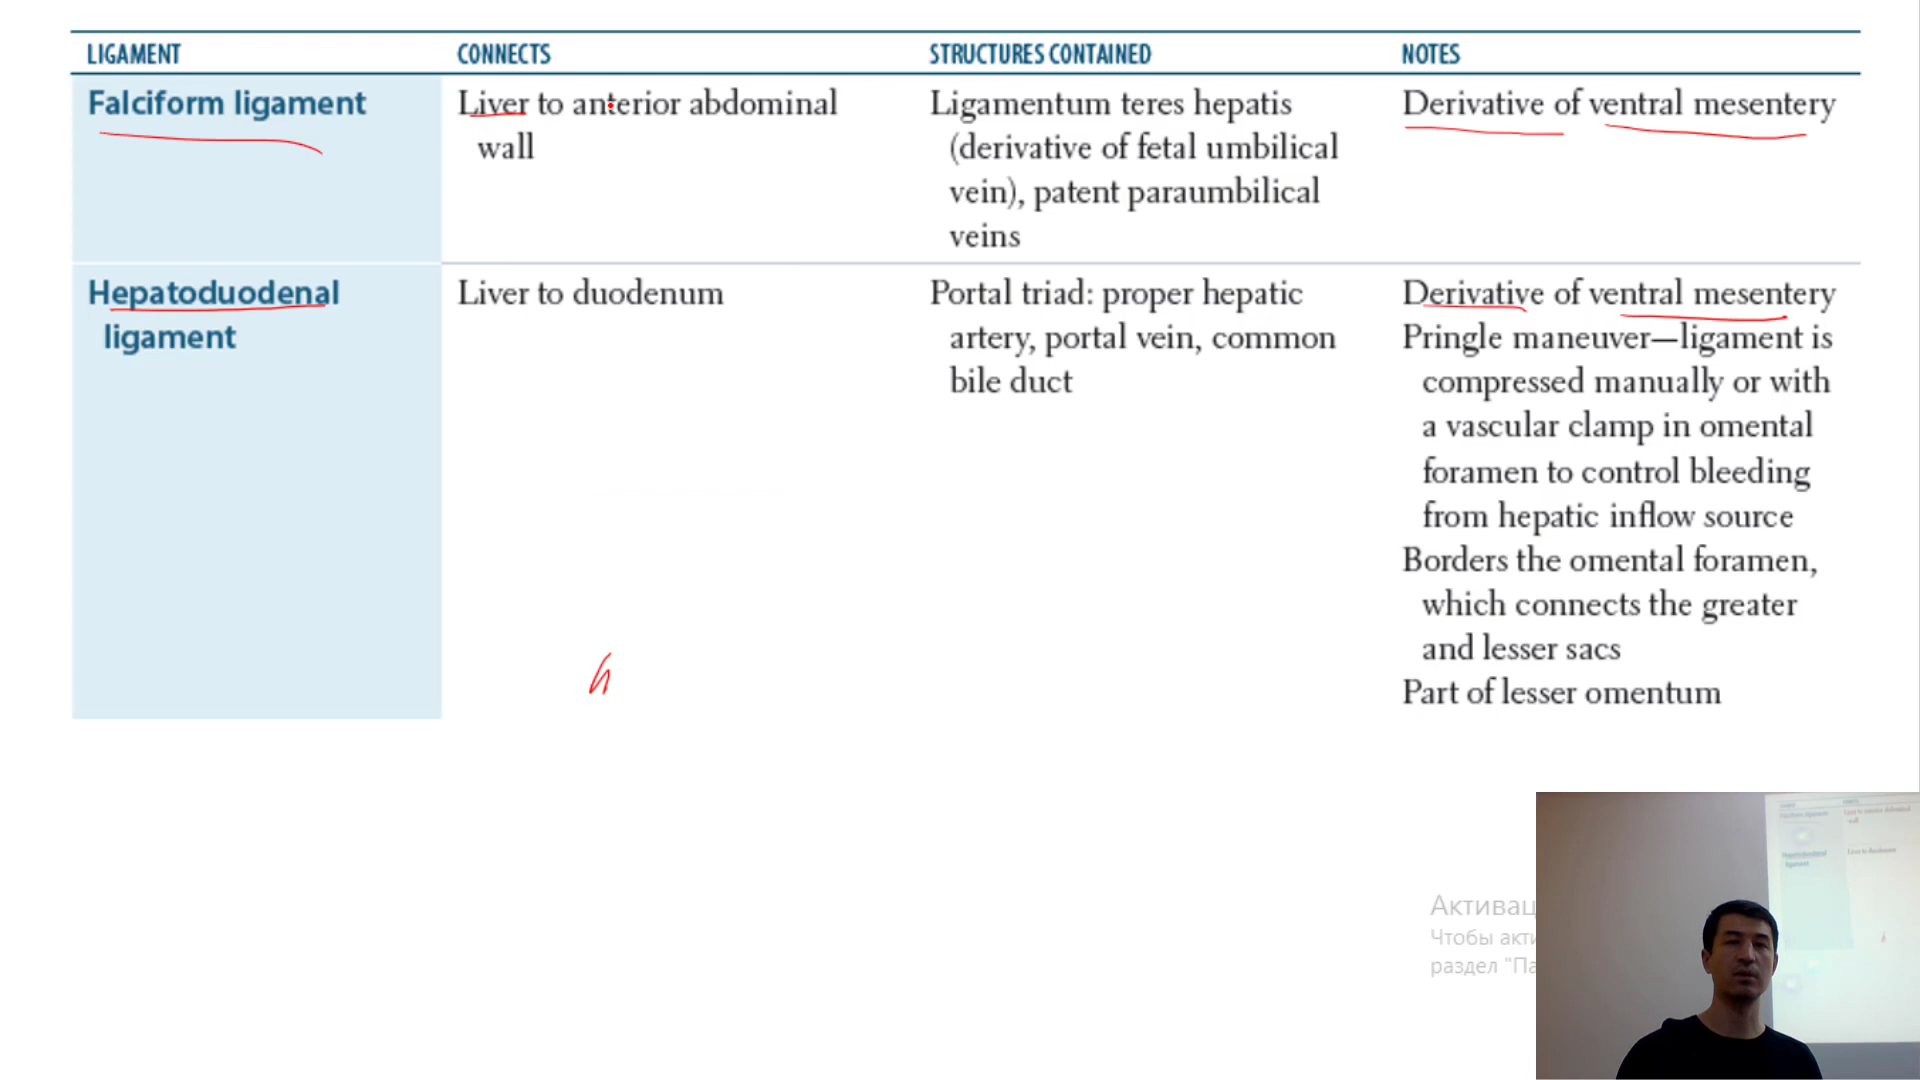 LIGAMENT CONNECTS STRUCTURES CONTAINED NOTES
Falciform ligament
Liver to anterior abdominal
wall
Ligamentum teres hepatis
(derivative of fetal umbilical
vein), patent paraumbilical
veins
Derivative of ventral mesentery
Hepatoduodenal
ligament
Liver to duodenum
Portal triad: proper hepatic
artery, portal vein, common
bile duct
Derivative of ventral mesentery
Pringle maneuver—ligament is
compressed manually or with
a vascular clamp in omental
foramen to control bleeding
from hepatic inflow source
Borders the omental foramen,
which connects the greater
and lesser sacs
Part of lesser omentum
Активац
Чтобы акти
раздел "Па